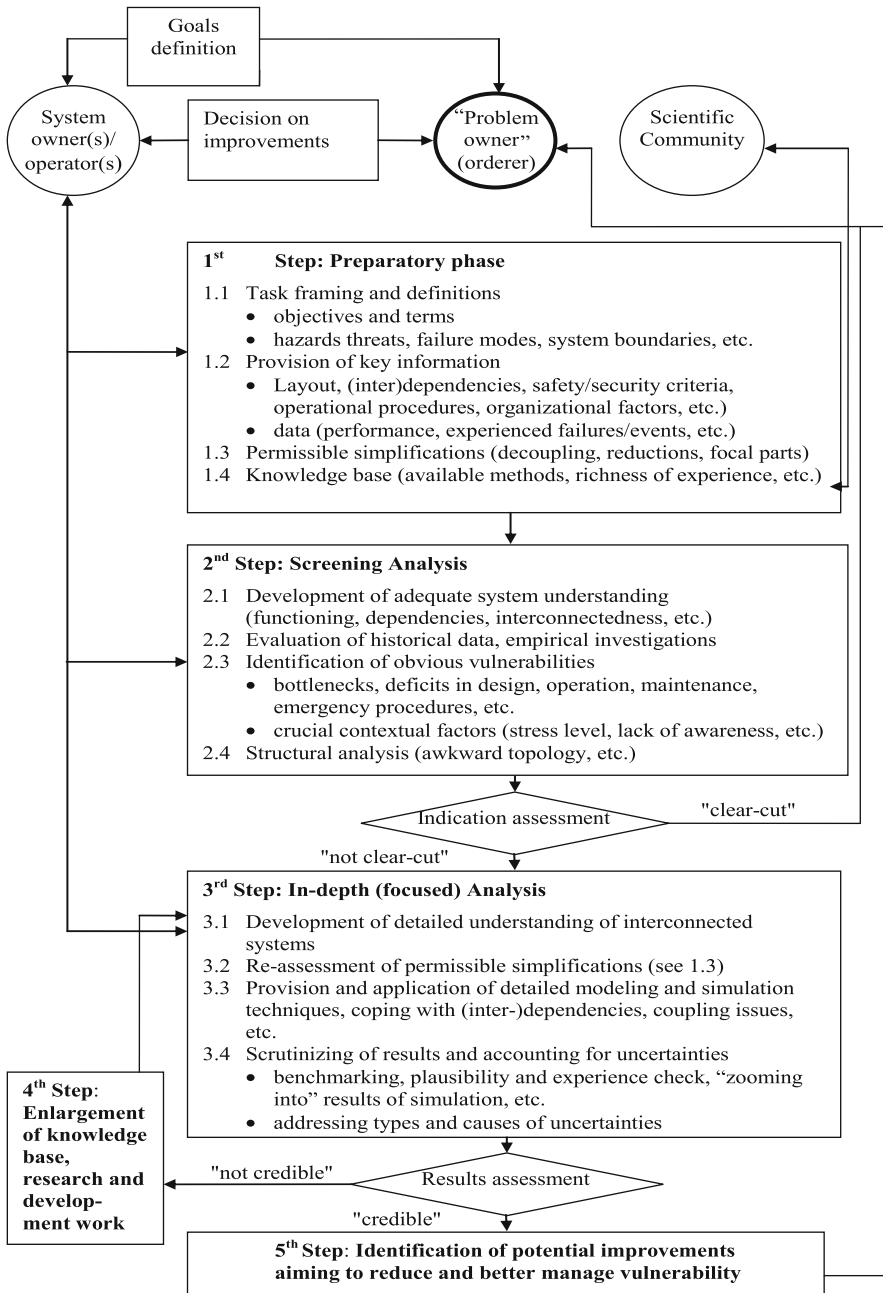 Goals
definition
System
owner(s)/
operator(s)
Decision on
improvements
“Problem
owner”
(orderer)
Scientific
Community
1st Step: Preparatory phase
1.1 Task framing and definitions
• objectives and terms
• hazards threats, failure modes, system boundaries, etc.
1.2 Provision of key information
• Layout, (inter)dependencies, safety/security criteria,
operational procedures, organizational factors, etc.)
• data (performance, experienced failures/events, etc.)
1.3 Permissible simplifications (decoupling, reductions, focal parts)
1.4 Knowledge base (available methods, richness of experience, etc.)
2nd Step: Screening Analysis
2.1 Development of adequate system understanding
(functioning, dependencies, interconnectedness, etc.)
2.2 Evaluation of historical data, empirical investigations
2.3 Identification of obvious vulnerabilities
• bottlenecks, deficits in design, operation, maintenance,
emergency procedures, etc.
• crucial contextual factors (stress level, lack of awareness, etc.)
2.4 Structural analysis (awkward topology, etc.)
Indication assessment
"clear-cut"
"not clear-cut"
3rd Step: In-depth (focused) Analysis
3.1 Development of detailed understanding of interconnected
systems
3.2 Re-assessment of permissible simplifications (see 1.3)
3.3 Provision and application of detailed modeling and simulation
techniques, coping with (inter-)dependencies, coupling issues,
etc.
3.4 Scrutinizing of results and accounting for uncertainties
• benchmarking, plausibility and experience check, “zooming
into” results of simulation, etc.
• addressing types and causes of uncertainties
4th Step:
Enlargement
of knowledge
base,
research and
develop-
ment work
"not credible"
Results assessment
"credible"
5th Step: Identification of potential improvements
aiming to reduce and better manage vulnerability